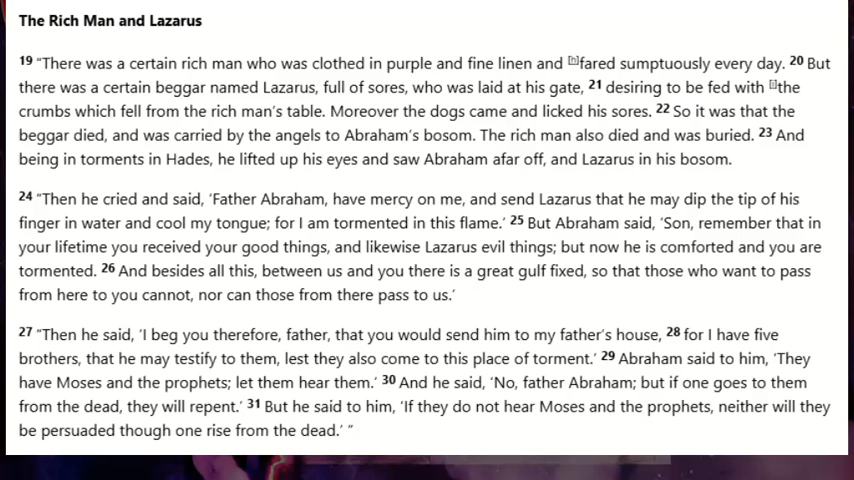 The Rich Man and Lazarus
19 “There was a certain rich man who was clothed in purple and fine linen and [h]fared sumptuously every day. 20 But
there was a certain beggar named Lazarus, full of sores, who was laid at his gate, 21 desiring to be fed with [i]the
crumbs which fell from the rich man’s table. Moreover the dogs came and licked his sores. 22 So it was that the
beggar died, and was carried by the angels to Abraham’s bosom. The rich man also died and was buried. 23 And
being in torments in Hades, he lifted up his eyes and saw Abraham afar off, and Lazarus in his bosom.
24 “Then he cried and said, ‘Father Abraham, have mercy on me, and send Lazarus that he may dip the tip of his
finger in water and cool my tongue; for I am tormented in this flame.’ 25 But Abraham said, ‘Son, remember that in
your lifetime you received your good things, and likewise Lazarus evil things; but now he is comforted and you are
tormented. 26 And besides all this, between us and you there is a great gulf fixed, so that those who want to pass
from here to you cannot, nor can those from there pass to us.’
27 “Then he said, ‘I beg you therefore, father, that you would send him to my father’s house, 28 for I have five
brothers, that he may testify to them, lest they also come to this place of torment.’ 29 Abraham said to him, ‘They
have Moses and the prophets; let them hear them.’ 30 And he said, ‘No, father Abraham; but if one goes to them
from the dead, they will repent.’ 31 But he said to him, ‘If they do not hear Moses and the prophets, neither will they
be persuaded though one rise from the dead.’ ”